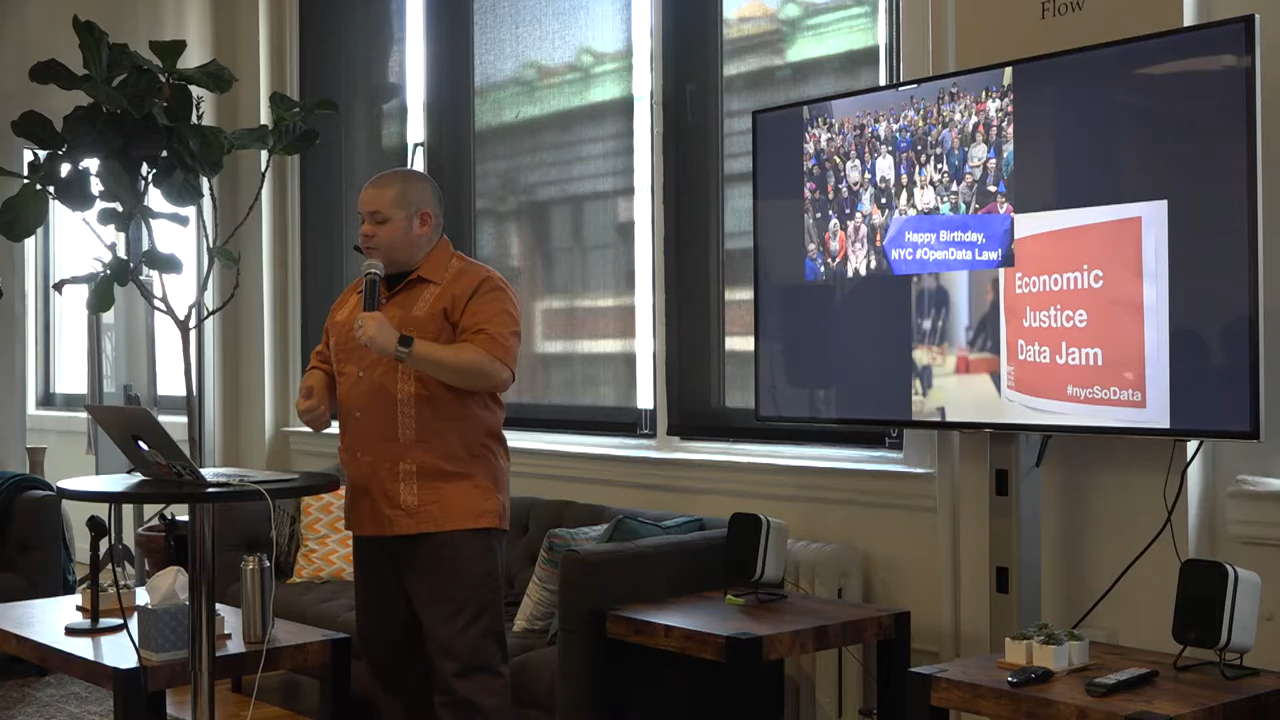 Flow
Happy Birthday,
NYC #OpenData Law!
Economic
Justice
Data Jam
#nycSoData